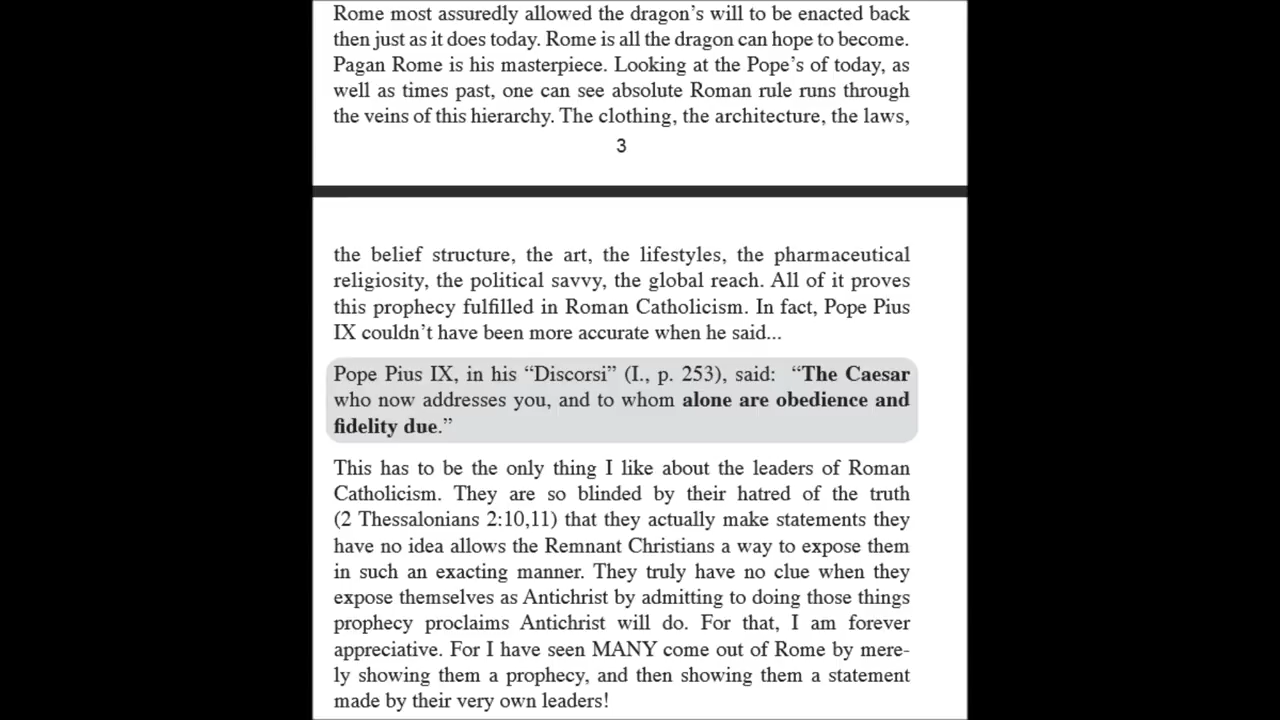 Rome most assuredly allowed the dragon’s will to be enacted back
then just as it does today. Rome is all the dragon can hope to become.
Pagan Rome is his masterpiece. Looking at the Pope’s of today, as
well as times past, one can see absolute Roman rule runs through
the veins of this hierarchy. The clothing, the architecture, the laws,
3
the belief structure, the art, the lifestyles, the pharmaceutical
religiosity, the political savvy, the global reach. All of it proves
this prophecy fulfilled in Roman Catholicism. In fact, Pope Pius
IX couldn’t have been more accurate when he said...
Pope Pius IX, in his “Discorsi” (I., p. 253), said: “The Caesar
who now addresses you, and to whom alone are obedience and
fidelity due.”
This has to be the only thing I like about the leaders of Roman
Catholicism. They are so blinded by their hatred of the truth
(2 Thessalonians 2:10,11) that they actually make statements they
have no idea allows the Remnant Christians a way to expose them
in such an exacting manner. They truly have no clue when they
expose themselves as Antichrist by admitting to doing those things
prophecy proclaims Antichrist will do. For that, I am forever
appreciative. For I have seen MANY come out of Rome by mere-
ly showing them a prophecy, and then showing them a statement
made by their very own leaders!